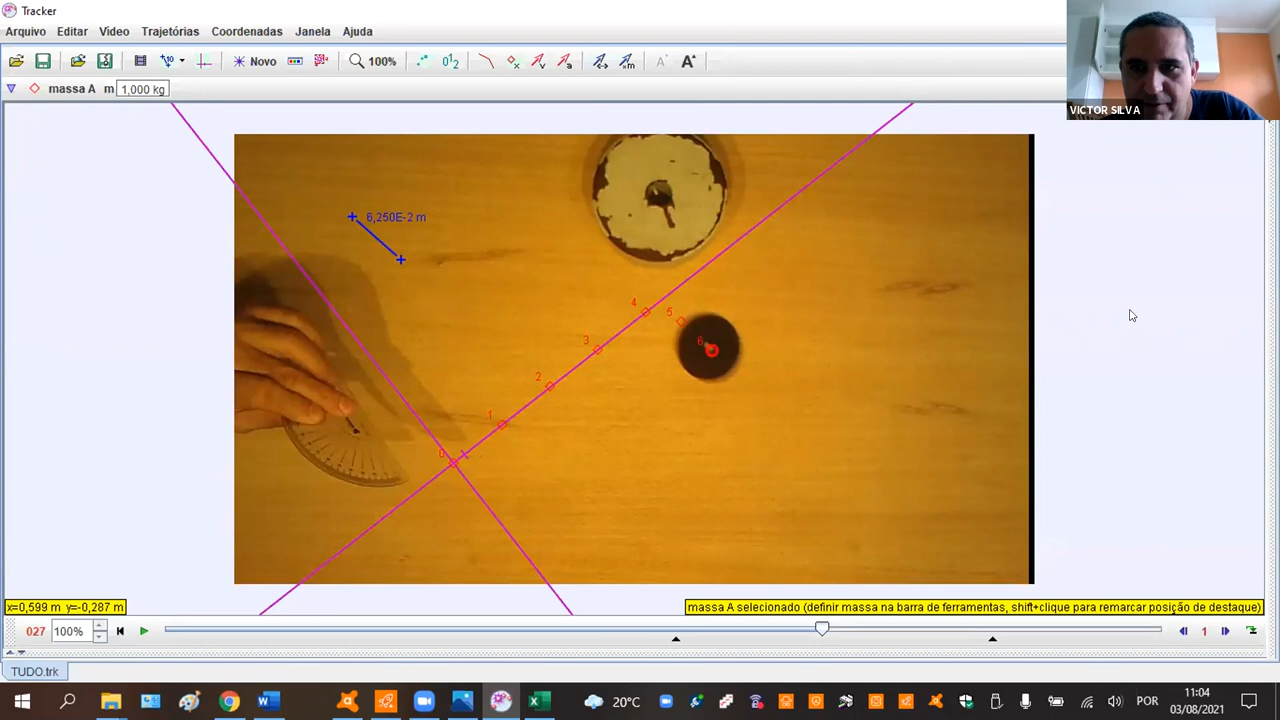 Tracker
Arquivo Editar Vídeo Trajetórias Coordenadas Janela Ajuda
Novo 100%
massa A m 1,000 kg
VICTOR SILVA
6,250E-2 m
4
5
3
6
2
1
0
x=0,599 m y=-0,287 m
massa A selecionado (definir massa na barra de ferramentas, shift+clique para remarcar posição de destaque)
027 100% 1
TUDO.trk
20°C POR 11:04
03/08/2021